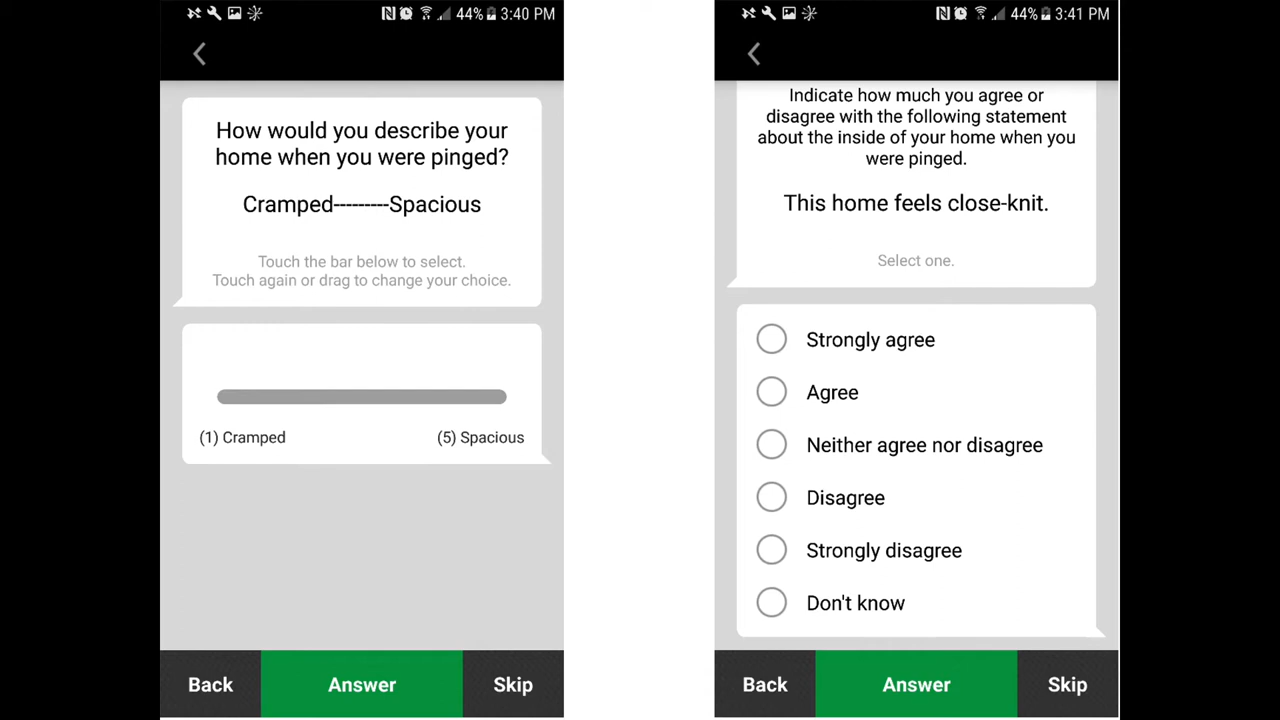 44% 3:40 PM
How would you describe your
home when you were pinged?
Cramped---------Spacious
Touch the bar below to select.
Touch again or drag to change your choice.
(1) Cramped
(5) Spacious
Back
Answer
Skip
44% 3:41 PM
Indicate how much you agree or
disagree with the following statement
about the inside of your home when you
were pinged.
This home feels close-knit.
Select one.
Strongly agree
Agree
Neither agree nor disagree
Disagree
Strongly disagree
Don't know
Back
Answer
Skip